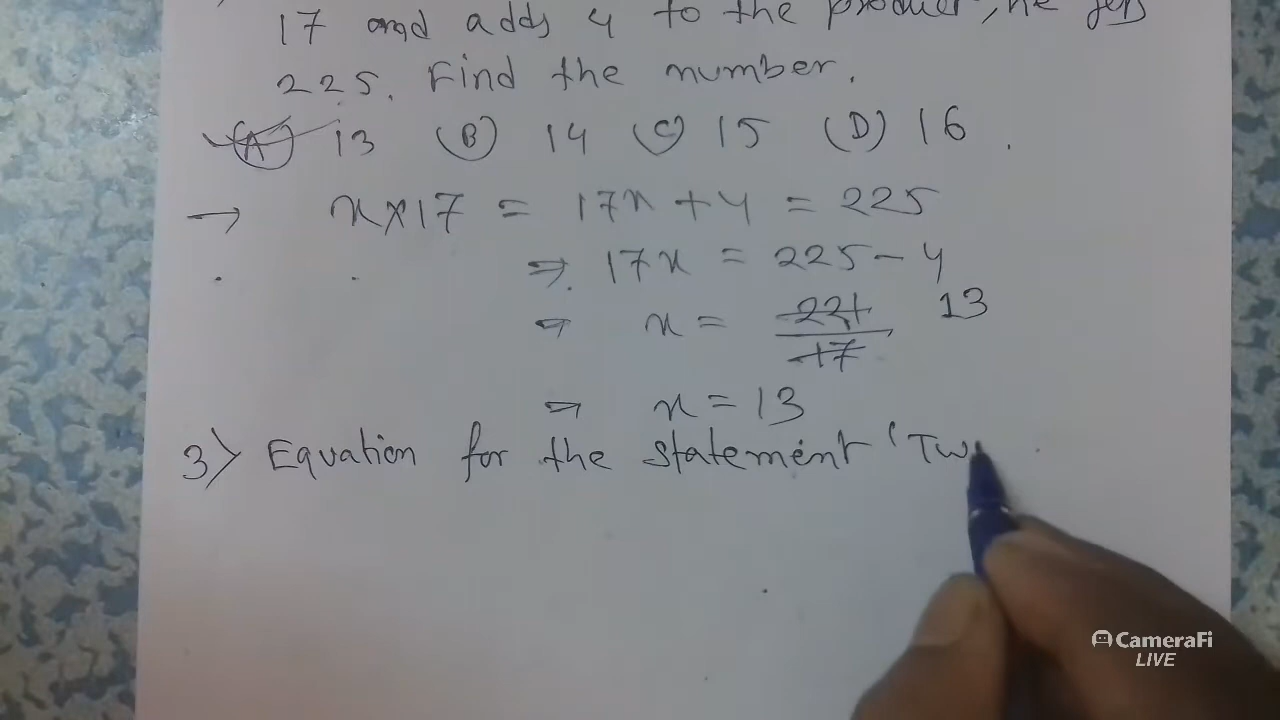 17 and adds 4 to the product, he gets
225. Find the number.
(A) 13 (B) 14 (C) 15 (D) 16.
→ x×17 = 17x + 4 = 225
⇒ 17x = 225 - 4
⇒ x = 221/17 13
⇒ x = 13
3) Equation for the statement 'Tw
CameraFi
LIVE